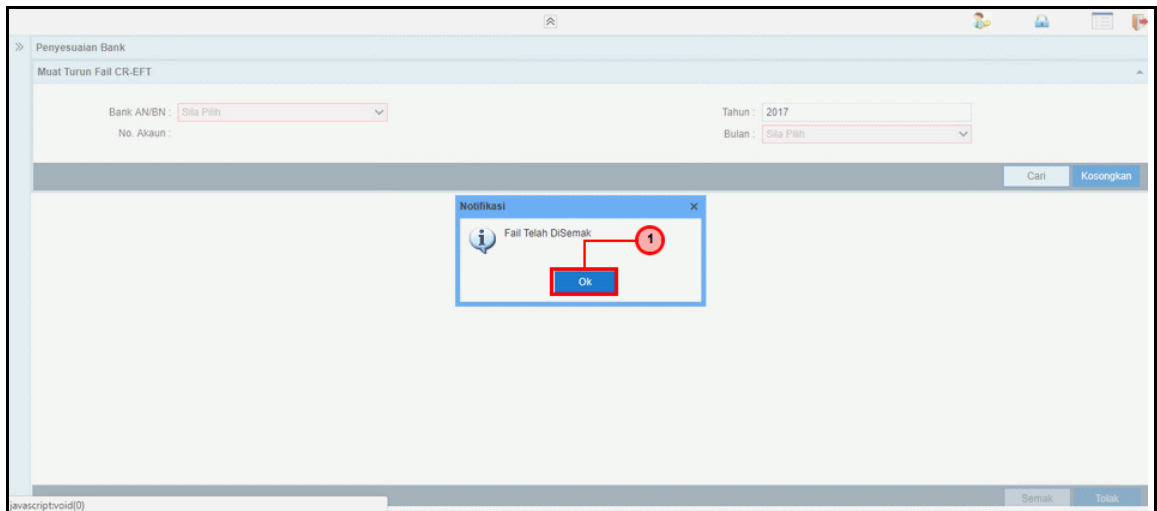 Penyesuaian Bank
Muat Turun Fail CR-EFT
Bank AN/BN : Sila Pilih
Tahun : 2017
No. Akaun :
Bulan : Sila Pilih
Cari Kosongkan
Notifikasi
Fail Telah DiSemak
1
Ok
Semak Tolak
javascript:void(0)